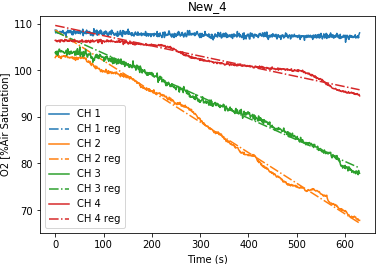 New_4
O2 [%Air Saturation]
110
100
90
80
70
CH 1
CH 1 reg
CH 2
CH 2 reg
CH 3
CH 3 reg
CH 4
CH 4 reg
0 100 200 300 400 500 600
Time (s)